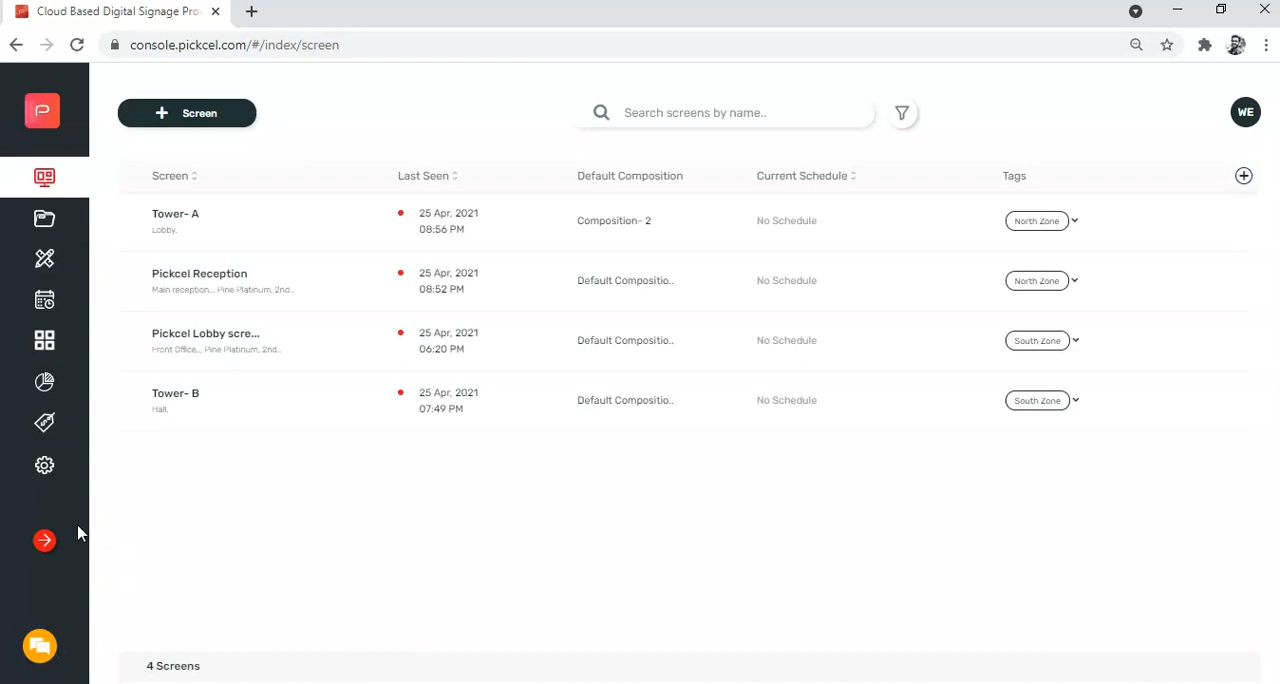 Cloud Based Digital Signage Pro
console.pickcel.com/#/index/screen
+ Screen
Search screens by name..
WE
Screen
Last Seen
Default Composition
Current Schedule
Tags
Tower- A
Lobby,
25 Apr, 2021
08:56 PM
Composition- 2
No Schedule
North Zone
Pickcel Reception
Main reception... Pine Platinum, 2nd..
25 Apr, 2021
08:52 PM
Default Compositio..
No Schedule
North Zone
Pickcel Lobby scre...
Front Office... Pine Platinum, 2nd..
25 Apr, 2021
06:20 PM
Default Compositio..
No Schedule
South Zone
Tower- B
Hall,
25 Apr, 2021
07:49 PM
Default Compositio..
No Schedule
South Zone
4 Screens